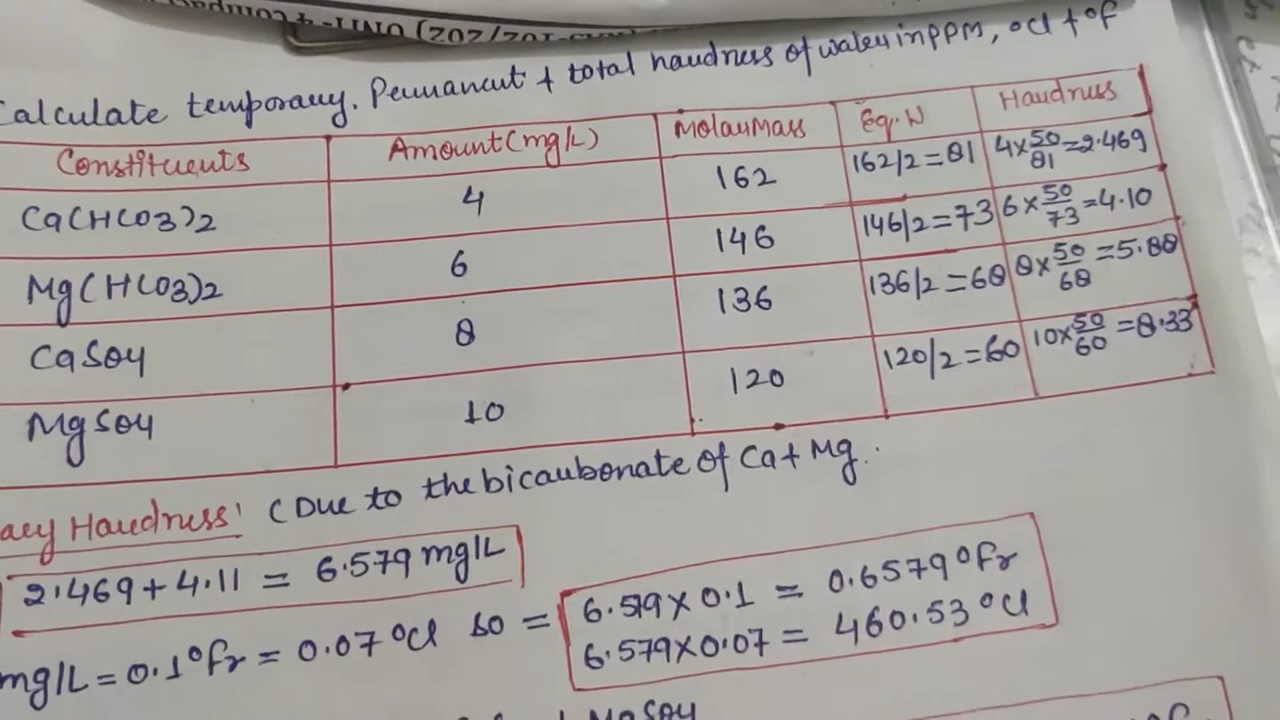 Calculate temporary. Permanent + total hardness of water in ppm, °Cl + °F
Constituents Amount(mg/L) Molar Mass Eq.W Hardness
Ca(HCO3)2 4 162 162/2=81 4×50/81=2.469
Mg(HCO3)2 6 146 146/2=73 6×50/73=4.10
CaSO4 8 136 136/2=68 8×50/68=5.88
MgSO4 10 120 120/2=60 10×50/60=8.33
ary Hardness' (Due to the bicarbonate of Ca+Mg.
2.469+4.11 = 6.579 mg/L
mg/L=0.1°fr=0.07°Cl so = 6.579×0.1 = 0.6579°fr
6.579×0.07= 460.53°Cl
MgSO4